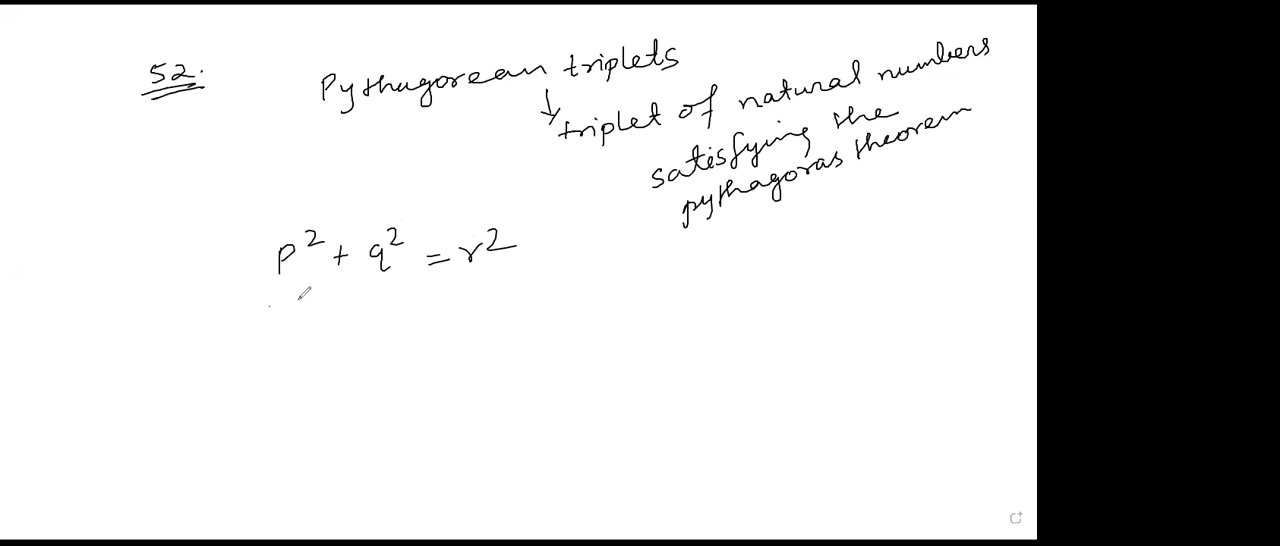 52.
Pythagorean triplets
↓
triplet of natural numbers
satisfying the
pythagoras theorem
p² + q² = r²